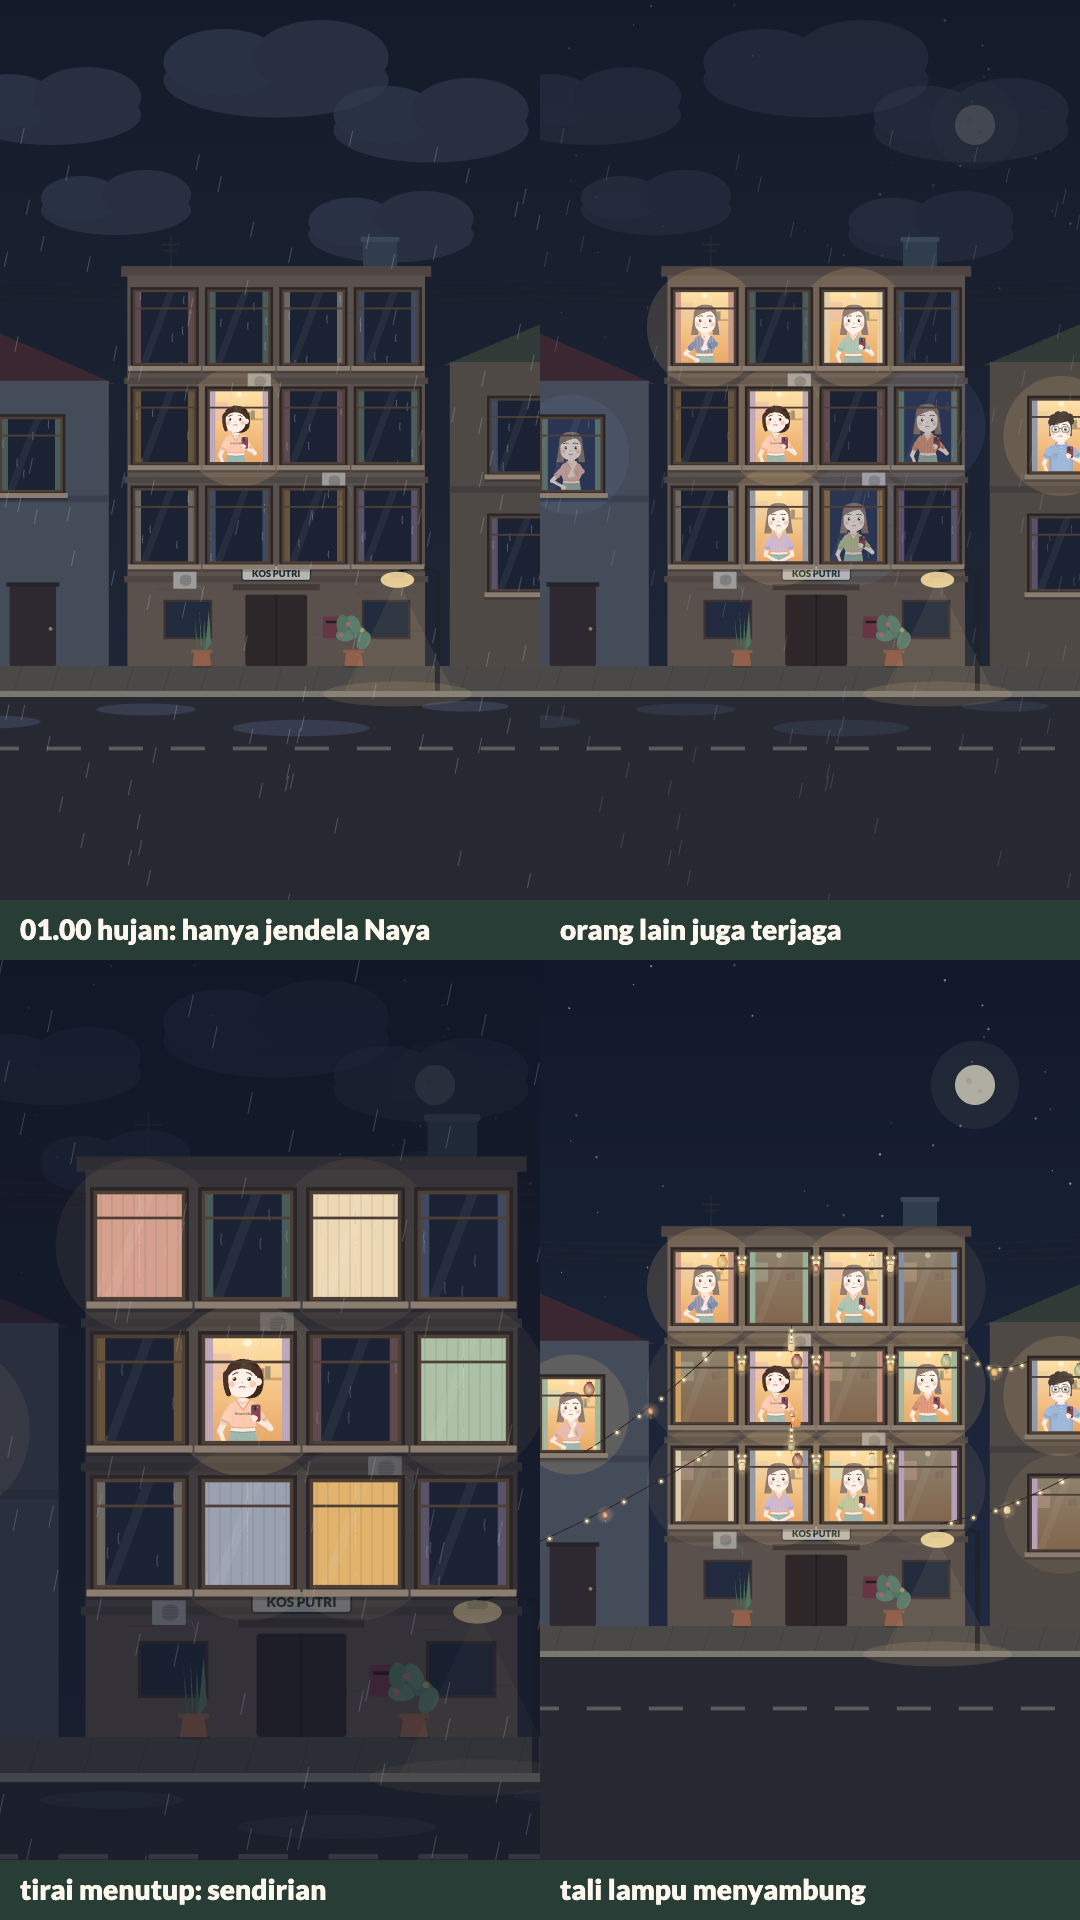 KOS PUTRI
KOS PUTRI
01.00 hujan: hanya jendela Naya
orang lain juga terjaga
KOS PUTRI
KOS PUTRI
tirai menutup: sendirian
tali lampu menyambung